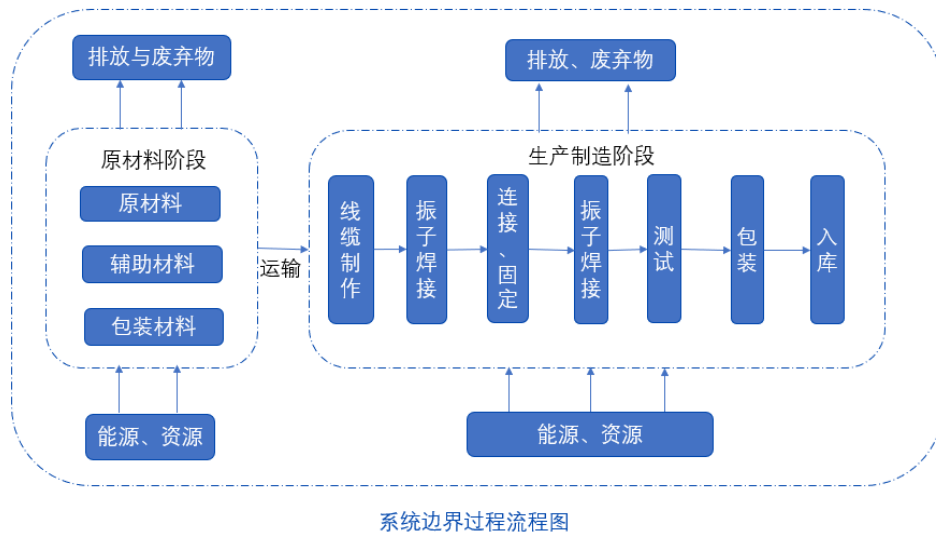 排放与废弃物
排放、废弃物
原材料阶段
原材料
辅助材料
包装材料
能源、资源
运输
生产制造阶段
线缆制作
振子焊接
连接、固定
振子焊接
测试
包装
入库
能源、资源
系统边界过程流程图